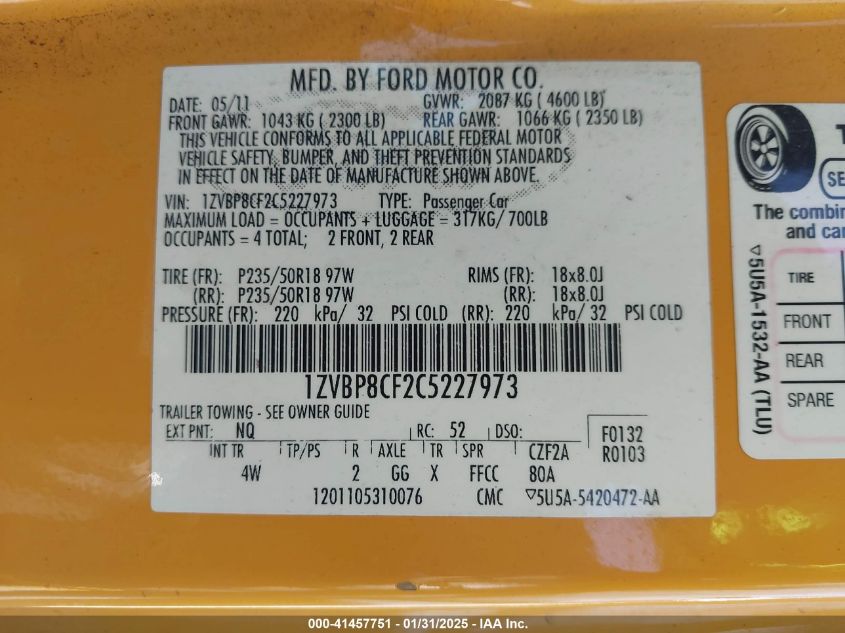 MFD. BY FORD MOTOR CO.
DATE: 05/11 GVWR: 2087 KG ( 4600 LB)
FRONT GAWR: 1043 KG ( 2300 LB) REAR GAWR: 1066 KG ( 2350 LB)
THIS VEHICLE CONFORMS TO ALL APPLICABLE FEDERAL MOTOR
VEHICLE SAFETY, BUMPER, AND THEFT PREVENTION STANDARDS
IN EFFECT ON THE DATE OF MANUFACTURE SHOWN ABOVE.
VIN: 1ZVBP8CF2C5227973 TYPE: Passenger Car
MAXIMUM LOAD = OCCUPANTS + LUGGAGE = 317KG/ 700LB
OCCUPANTS = 4 TOTAL; 2 FRONT, 2 REAR
TIRE (FR): P235/50R18 97W RIMS (FR): 18x8.0J
(RR): P235/50R18 97W (RR): 18x8.0J
PRESSURE (FR): 220 kPa/ 32 PSI COLD (RR): 220 kPa/ 32 PSI COLD
1ZVBP8CF2C5227973
TRAILER TOWING - SEE OWNER GUIDE
EXT PNT: NQ RC: 52 DSO: F0132
R0103
INT TR TP/PS R AXLE TR SPR CZF2A
4W 2 GG X FFCC 80A
1201105310076 CMC ▽5U5A-5420472-AA
T
SE
The combin
and car
TIRE
FRONT
REAR
SPARE
▽5U5A-1532-AA (TLU)
000-41457751 - 01/31/2025 - IAA Inc.